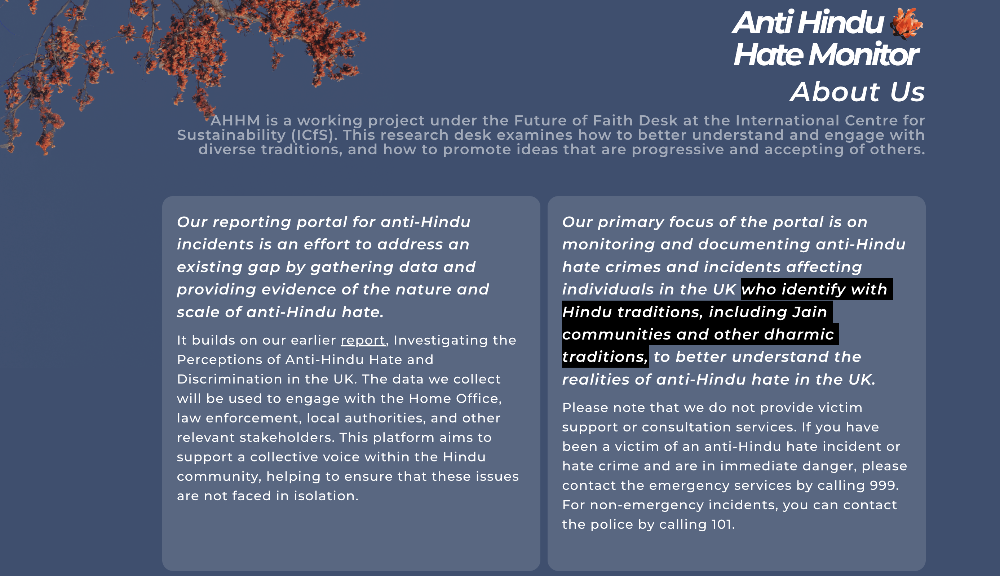 Anti Hindu
Hate Monitor
About Us
AHHM is a working project under the Future of Faith Desk at the International Centre for
Sustainability (ICfS). This research desk examines how to better understand and engage with
diverse traditions, and how to promote ideas that are progressive and accepting of others.
Our reporting portal for anti-Hindu
incidents is an effort to address an
existing gap by gathering data and
providing evidence of the nature and
scale of anti-Hindu hate.
It builds on our earlier report, Investigating the
Perceptions of Anti-Hindu Hate and
Discrimination in the UK. The data we collect
will be used to engage with the Home Office,
law enforcement, local authorities, and other
relevant stakeholders. This platform aims to
support a collective voice within the Hindu
community, helping to ensure that these issues
are not faced in isolation.
Our primary focus of the portal is on
monitoring and documenting anti-Hindu
hate crimes and incidents affecting
individuals in the UK who identify with
Hindu traditions, including Jain
communities and other dharmic
traditions, to better understand the
realities of anti-Hindu hate in the UK.
Please note that we do not provide victim
support or consultation services. If you have
been a victim of an anti-Hindu hate incident or
hate crime and are in immediate danger, please
contact the emergency services by calling 999.
For non-emergency incidents, you can contact
the police by calling 101.